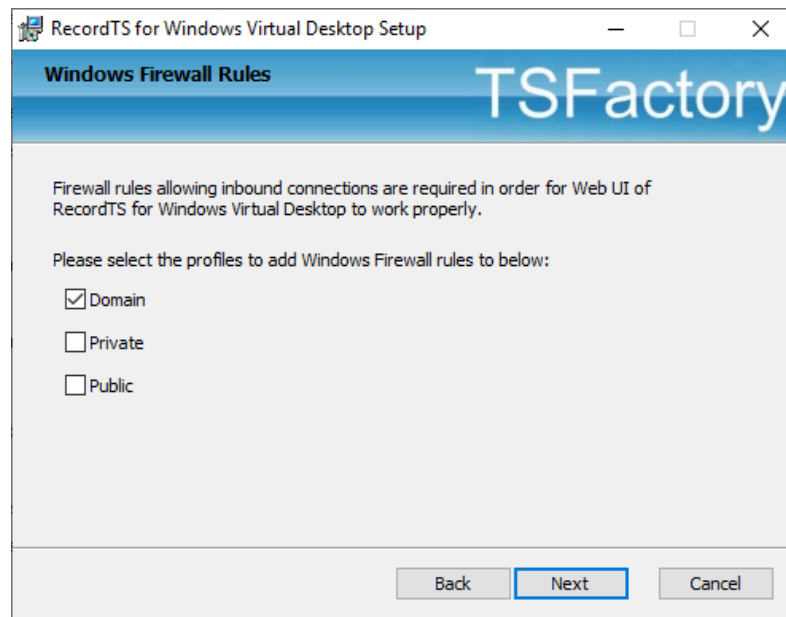 RecordTS for Windows Virtual Desktop Setup
Windows Firewall Rules
TSFactory
Firewall rules allowing inbound connections are required in order for Web UI of
RecordTS for Windows Virtual Desktop to work properly.
Please select the profiles to add Windows Firewall rules to below:
Domain
Private
Public
Back Next Cancel